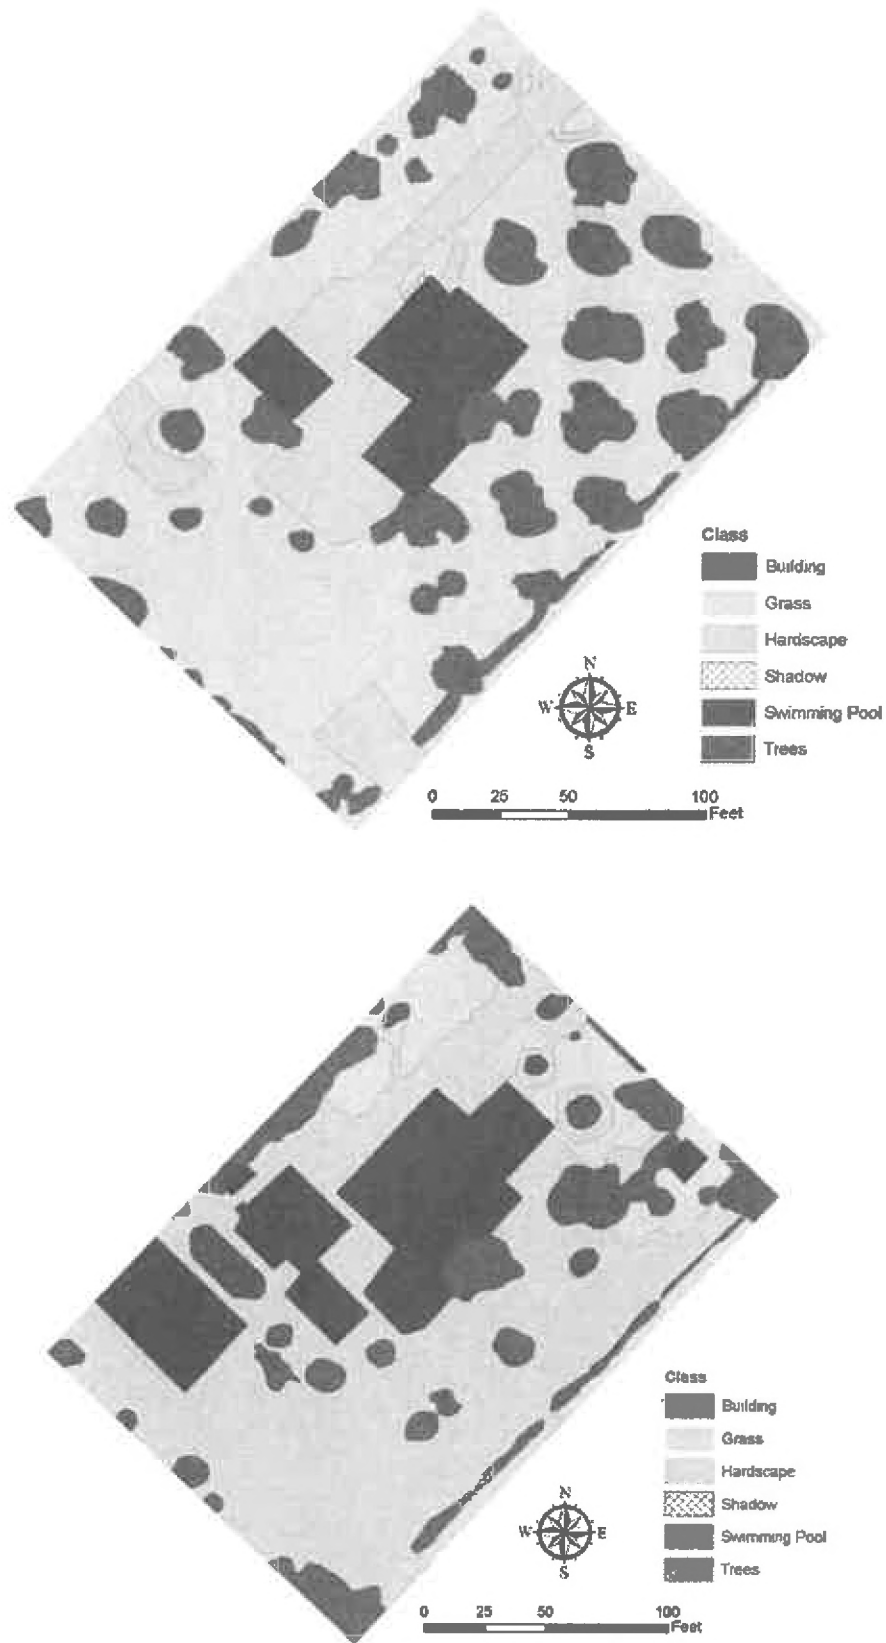 Class
Building
Grass
Hardscape
Shadow
Swimming Pool
Trees
N
W E
S
0 25 50 100
Feet
Class
Building
Grass
Hardscape
Shadow
Swimming Pool
Trees
N
W E
S
0 25 50 100
Feet